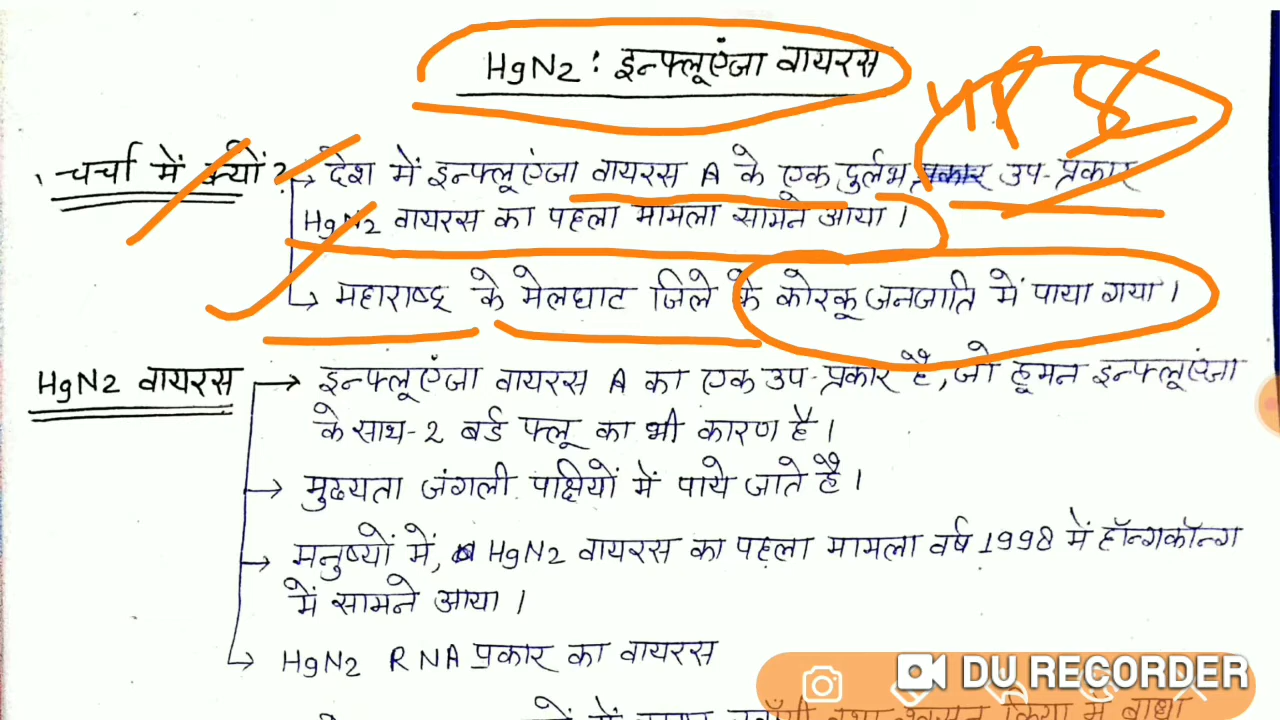 H9N2 : इन्फ्लूएंजा वायरस
चर्चा में क्यों ? → देश में इन्फ्लूएंजा वायरस A के एक दुर्लभ उप-प्रकार
H9N2 वायरस का पहला मामला सामने आया।
→ महाराष्ट्र के मेलघाट जिले के कोरकू जनजाति में पाया गया।
H9N2 वायरस → इन्फ्लूएंजा वायरस A का एक उप-प्रकार है, जो हूमन इन्फ्लूएंजा
के साथ-2 बर्ड फ्लू का भी कारण है।
→ मुख्यता जंगली पक्षियों में पाये जाते है।
→ मनुष्यों में, H9N2 वायरस का पहला मामला वर्ष 1998 में हॉन्गकॉन्ग
में सामने आया।
→ H9N2 RNA प्रकार का वायरस
DU RECORDER